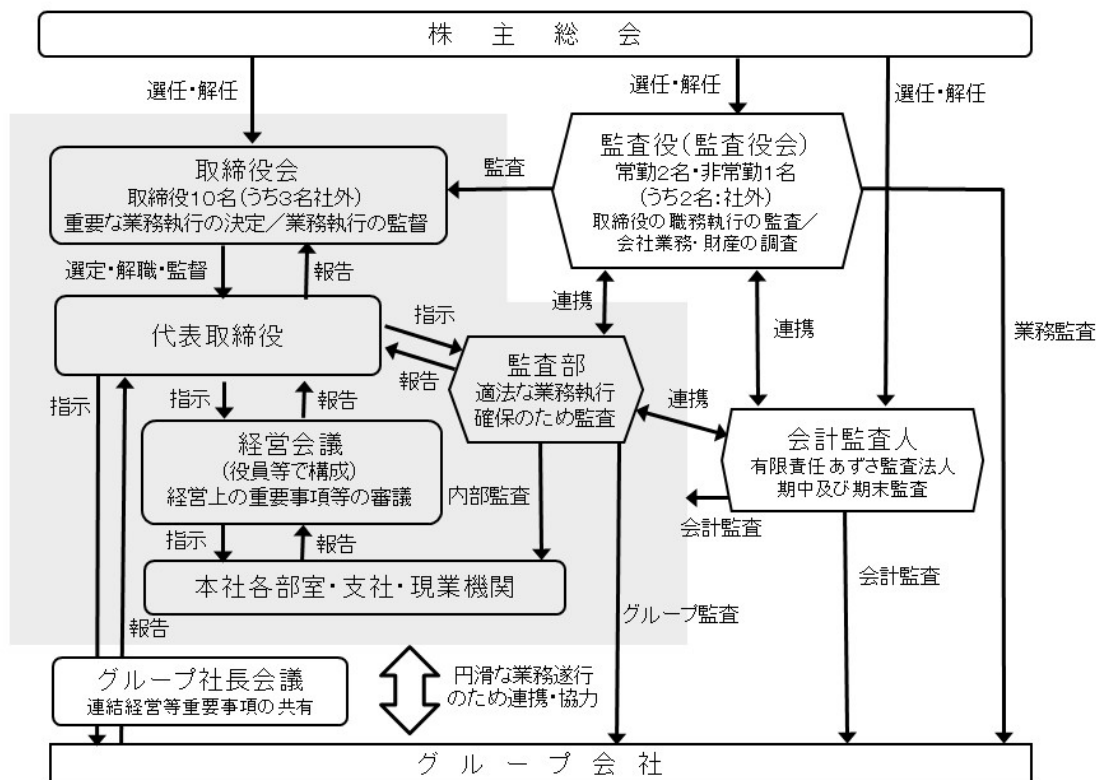 株主総会
選任・解任
選任・解任
選任・解任
監査役(監査役会)
常勤2名・非常勤1名
(うち2名:社外)
取締役の職務執行の監査/
会社業務・財産の調査
監査
取締役会
取締役10名(うち3名社外)
重要な業務執行の決定/業務執行の監督
選定・解職・監督
報告
連携
連携
業務監査
代表取締役
指示
報告
監査部
適法な業務執行
確保のため監査
指示
指示
報告
連携
会計監査人
有限責任 あずさ監査法人
期中及び期末監査
経営会議
(役員等で構成)
経営上の重要事項等の審議
内部監査
会計監査
指示
報告
会計監査
本社各部室・支社・現業機関
グループ監査
報告
グループ社長会議
連結経営等重要事項の共有
円滑な業務遂行
のため連携・協力
グループ会社